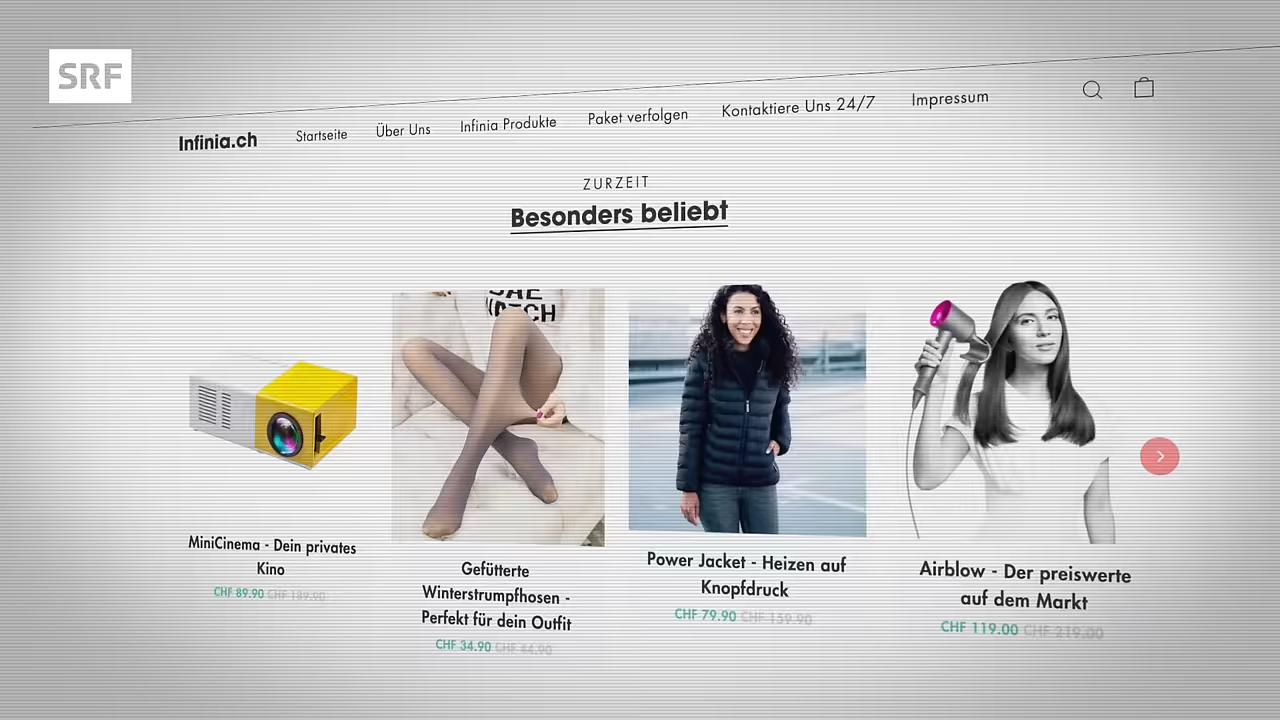 SRF
Infinia.ch
Startseite
Über Uns
Infinia Produkte
Paket verfolgen
Kontaktiere Uns 24/7
Impressum
ZURZEIT
Besonders beliebt
MiniCinema - Dein privates
Kino
CHF 89.90 CHF 189.90
Gefütterte
Winterstrumpfhosen -
Perfekt für dein Outfit
CHF 34.90 CHF 44.90
Power Jacket - Heizen auf
Knopfdruck
CHF 79.90 CHF 159.90
Airblow - Der preiswerte
auf dem Markt
CHF 119.00 CHF 219.00